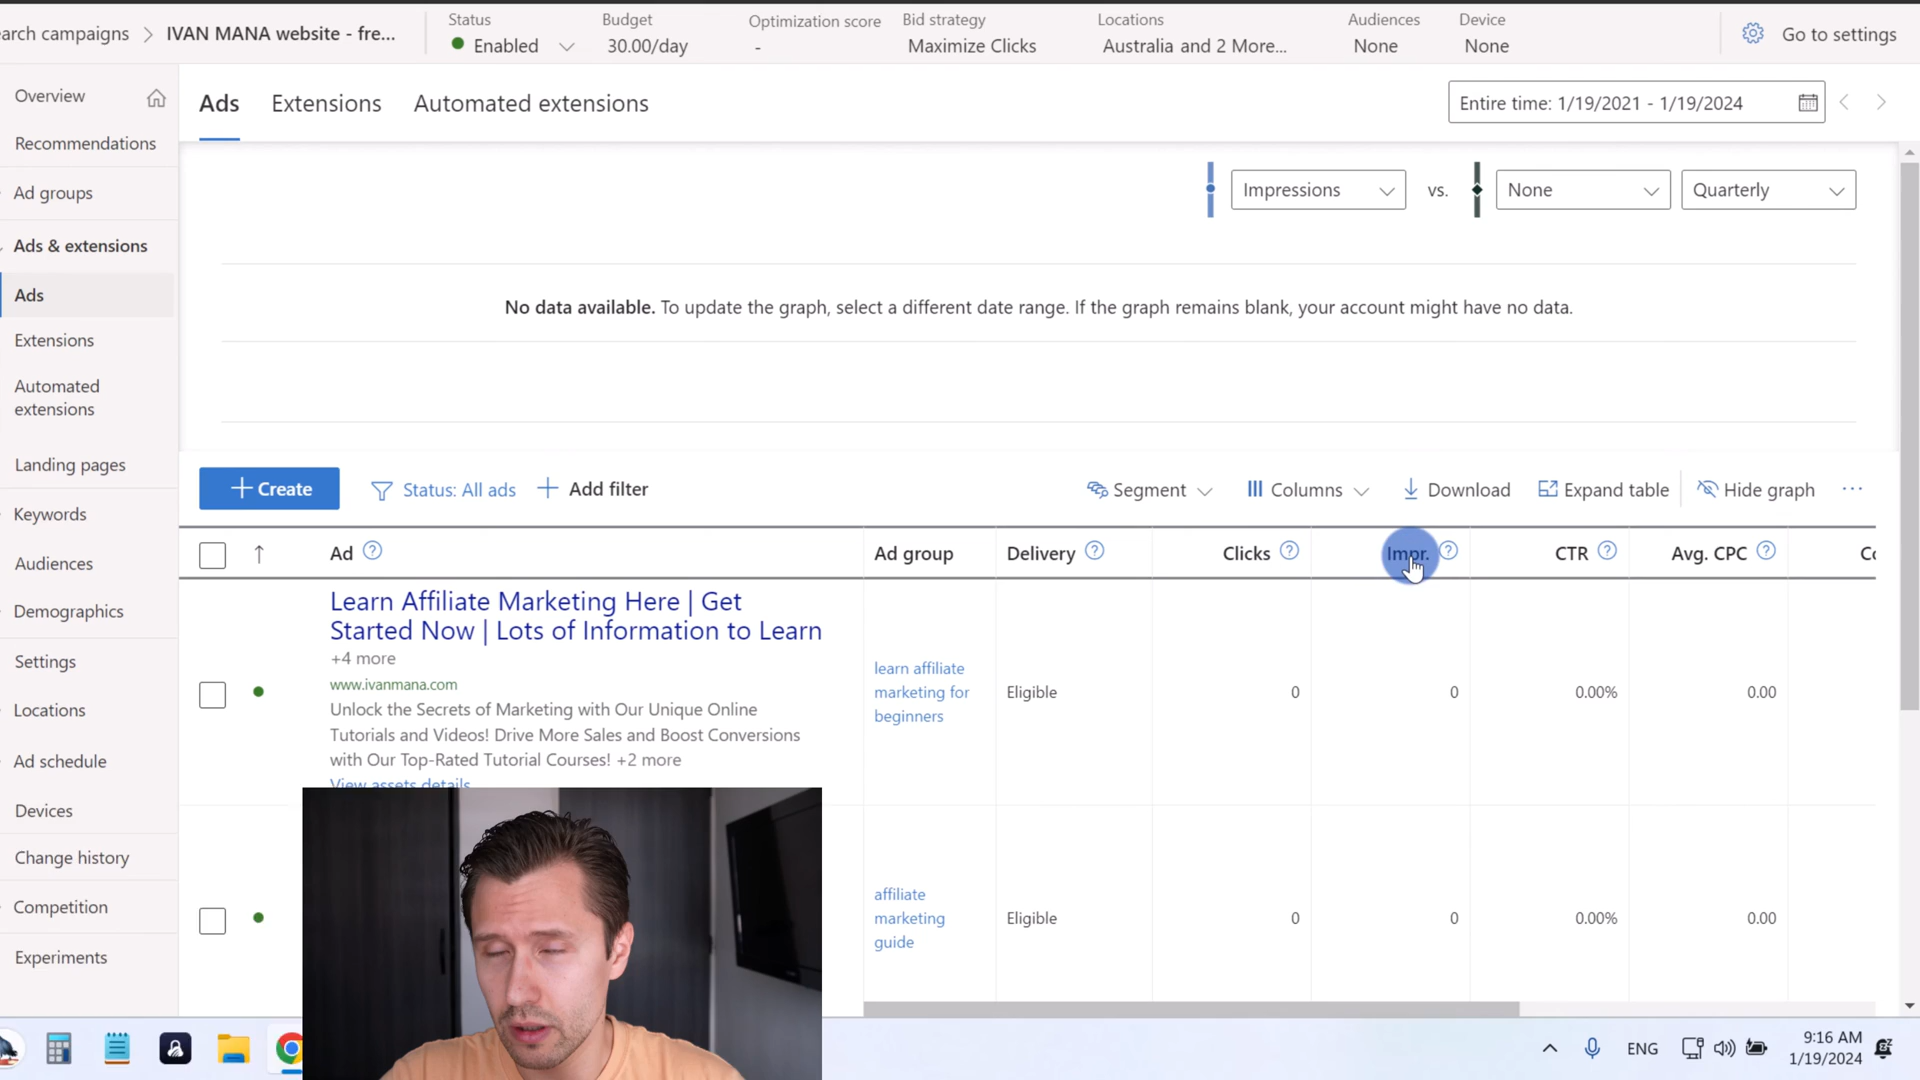 earch campaigns > IVAN MANA website - fre...
Status
Enabled
Budget
30.00/day
Optimization score
-
Bid strategy
Maximize Clicks
Locations
Australia and 2 More...
Audiences
None
Device
None
Go to settings
Overview
Recommendations
Ad groups
Ads & extensions
Ads
Extensions
Automated
extensions
Landing pages
Keywords
Audiences
Demographics
Settings
Locations
Ad schedule
Devices
Change history
Competition
Experiments
Ads Extensions Automated extensions
Entire time: 1/19/2021 - 1/19/2024
Impressions vs. None Quarterly
No data available. To update the graph, select a different date range. If the graph remains blank, your account might have no data.
+ Create Status: All ads + Add filter Segment Columns Download Expand table Hide graph ...
Ad Ad group Delivery Clicks Impr. CTR Avg. CPC Co
Learn Affiliate Marketing Here | Get
Started Now | Lots of Information to Learn
+4 more
www.ivanmana.com
Unlock the Secrets of Marketing with Our Unique Online
Tutorials and Videos! Drive More Sales and Boost Conversions
with Our Top-Rated Tutorial Courses! +2 more
View assets details
learn affiliate
marketing for
beginners
Eligible 0 0 0.00% 0.00
affiliate
marketing
guide
Eligible 0 0 0.00% 0.00
ENG
9:16 AM
1/19/2024